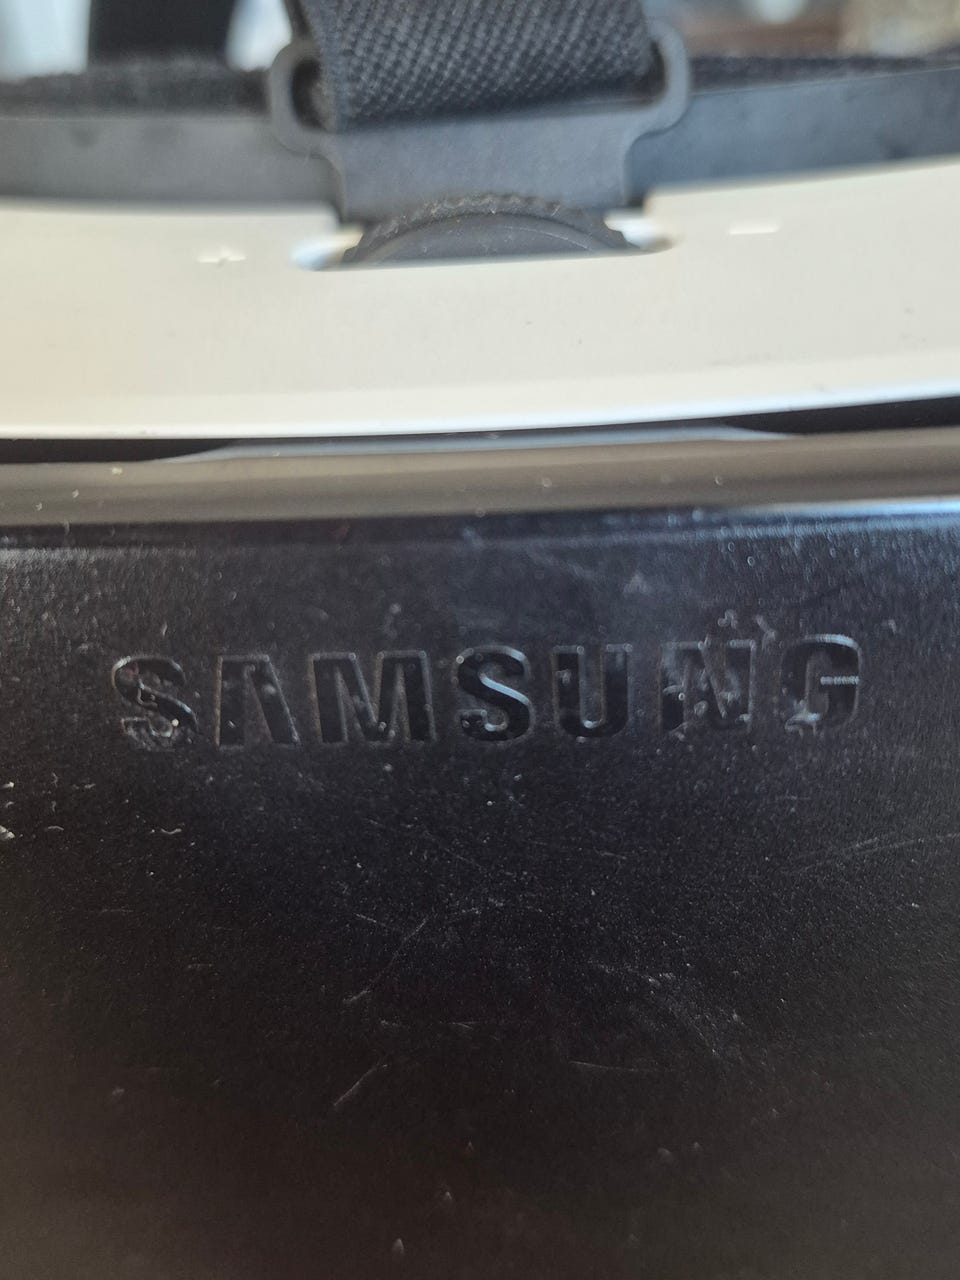 + -
SAMSUNG